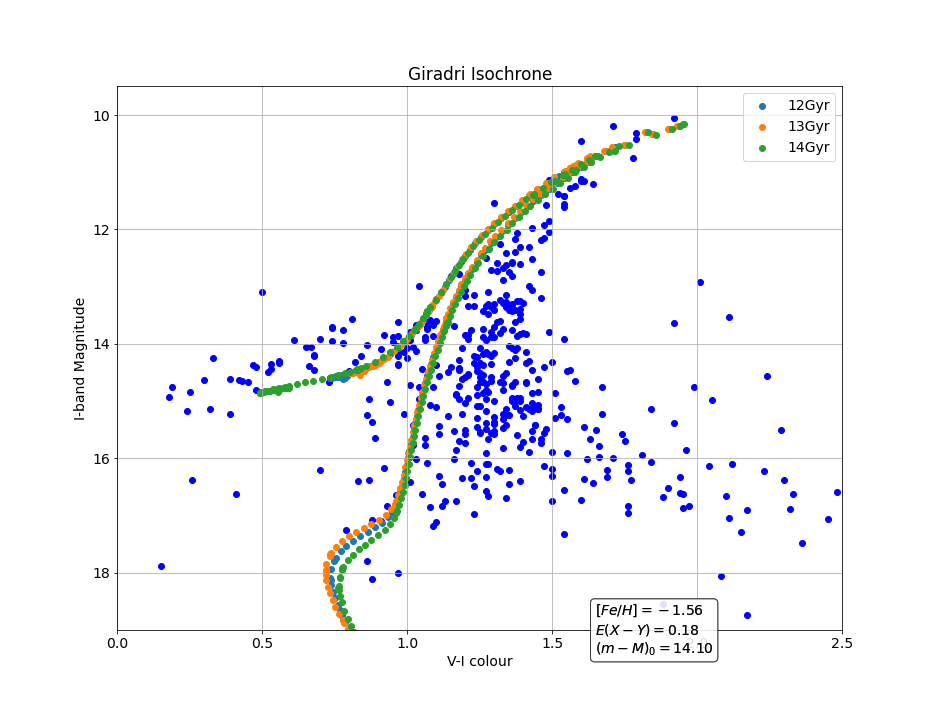 Giradri Isochrone
12Gyr
13Gyr
14Gyr
10
12
14
16
18
I-band Magnitude
0.0
0.5
1.0
1.5
2.0
2.5
V-I colour
[Fe/H] = −1.56
E(X − Y) = 0.18
(m − M)₀ = 14.10